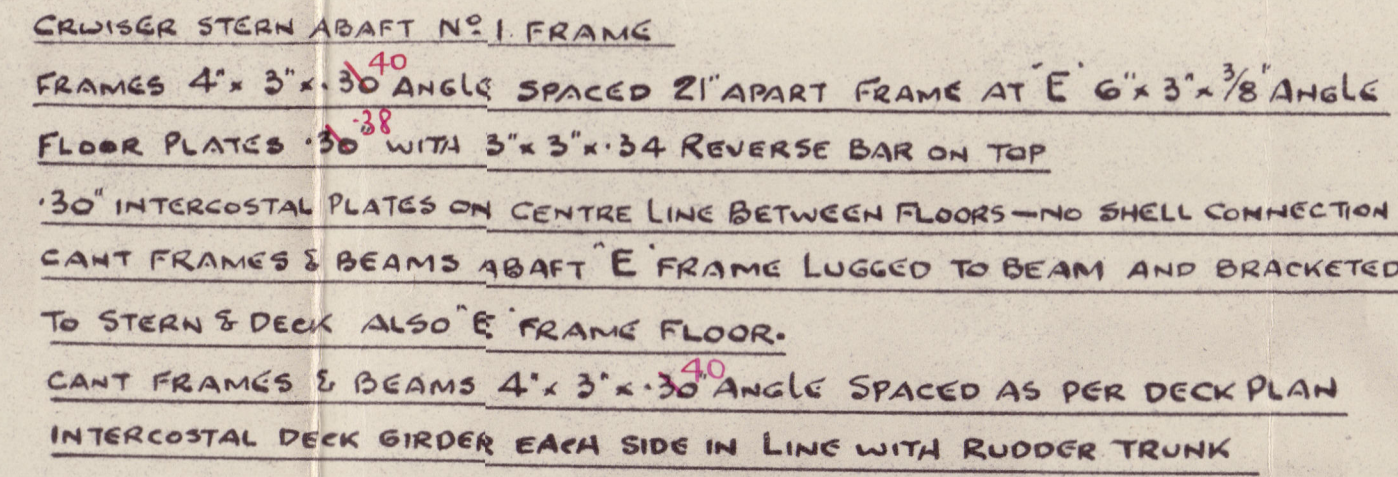 CRUISER STERN ABAFT Nº 1. FRAME
FRAMES 4" x 3" x .30 40 ANGLE SPACED 21" APART FRAME AT "E" 6" x 3" x 3/8" ANGLE
FLOOR PLATES .30 .38 WITH 3" x 3" x .34 REVERSE BAR ON TOP
.30" INTERCOSTAL PLATES ON CENTRE LINE BETWEEN FLOORS — NO SHELL CONNECTION
CANT FRAMES & BEAMS ABAFT "E" FRAME LUGGED TO BEAM AND BRACKETED
TO STERN & DECK ALSO "E" FRAME FLOOR.
CANT FRAMES & BEAMS 4" x 3" x .30" 40 ANGLE SPACED AS PER DECK PLAN
INTERCOSTAL DECK GIRDER EACH SIDE IN LINE WITH RUDDER TRUNK